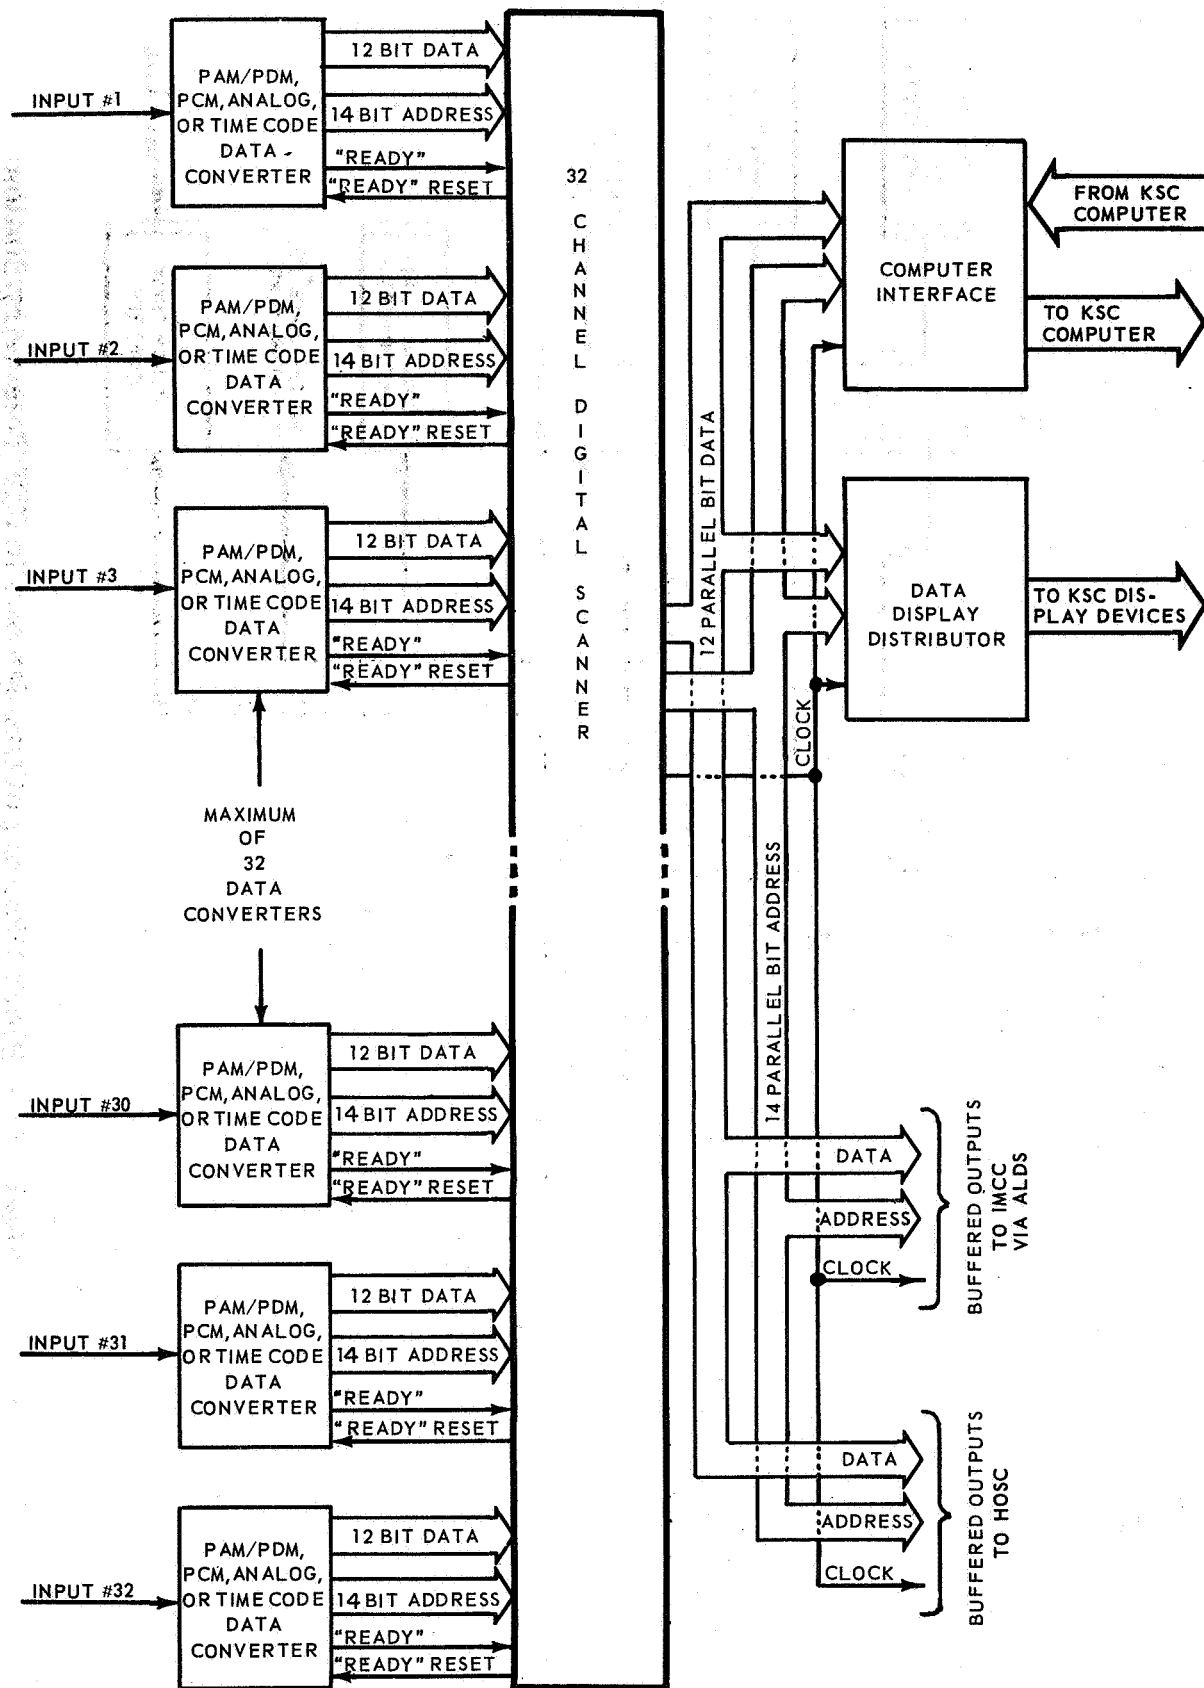 INPUT #1
PAM/PDM,
PCM, ANALOG,
OR TIME CODE
DATA -
CONVERTER
12 BIT DATA
14 BIT ADDRESS
"READY"
"READY" RESET
INPUT #2
PAM/PDM,
PCM, ANALOG,
OR TIME CODE
DATA
CONVERTER
12 BIT DATA
14 BIT ADDRESS
"READY"
"READY" RESET
INPUT #3
PAM/PDM,
PCM, ANALOG,
OR TIME CODE
DATA
CONVERTER
12 BIT DATA
14 BIT ADDRESS
"READY"
"READY" RESET
MAXIMUM
OF
32
DATA
CONVERTERS
INPUT #30
PAM/PDM,
PCM, ANALOG,
OR TIME CODE
DATA
CONVERTER
12 BIT DATA
14 BIT ADDRESS
"READY"
"READY" RESET
INPUT #31
PAM/PDM,
PCM, ANALOG,
OR TIME CODE
DATA
CONVERTER
12 BIT DATA
14 BIT ADDRESS
"READY"
"READY" RESET
INPUT #32
PAM/PDM,
PCM, ANALOG,
OR TIME CODE
DATA
CONVERTER
12 BIT DATA
14 BIT ADDRESS
"READY"
"READY" RESET
32 CHANNEL DIGITAL SCANNER
12 PARALLEL BIT DATA
14 PARALLEL BIT ADDRESS
CLOCK
COMPUTER
INTERFACE
FROM KSC
COMPUTER
TO KSC
COMPUTER
DATA
DISPLAY
DISTRIBUTOR
TO KSC DIS-
PLAY DEVICES
DATA
ADDRESS
CLOCK
BUFFERED OUTPUTS
TO IMCC
VIA ALDS
DATA
ADDRESS
CLOCK
BUFFERED OUTPUTS
TO HOSC